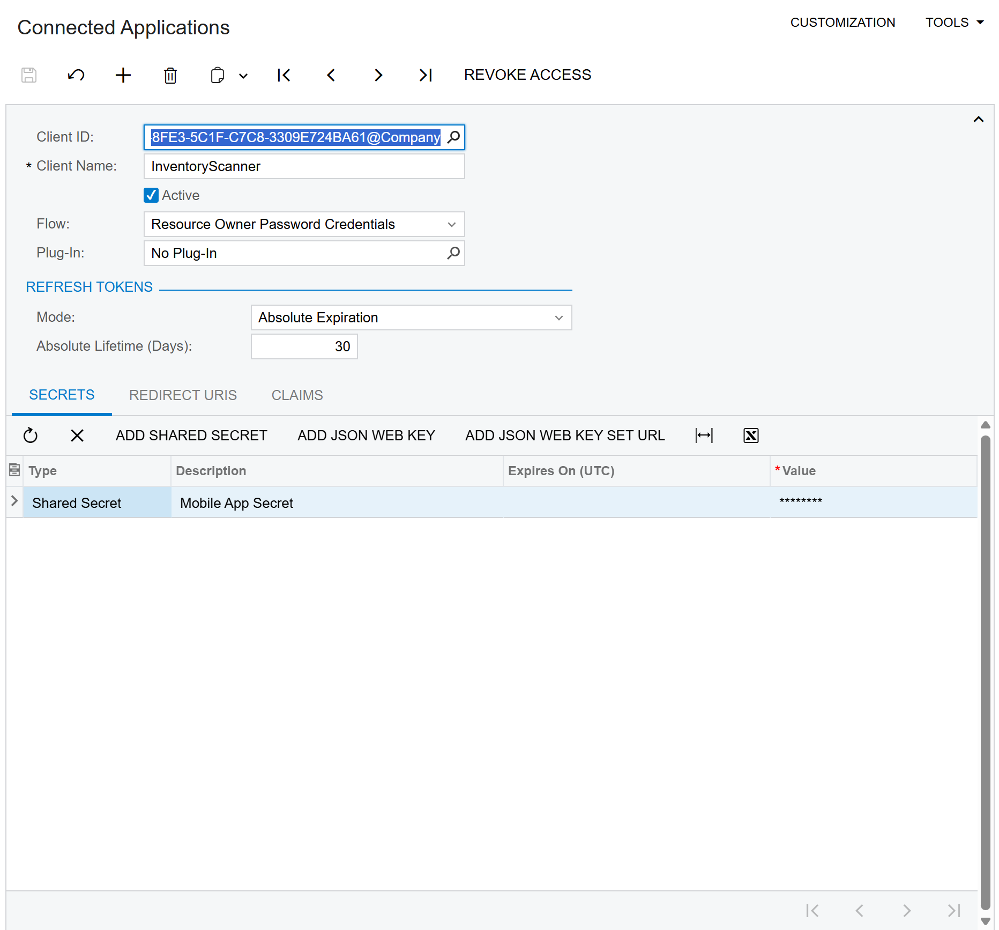 Connected Applications
CUSTOMIZATION TOOLS
REVOKE ACCESS
Client ID: -8FE3-5C1F-C7C8-3309E724BA61@Company
* Client Name: InventoryScanner
Active
Flow: Resource Owner Password Credentials
Plug-In: No Plug-In
REFRESH TOKENS
Mode: Absolute Expiration
Absolute Lifetime (Days): 30
SECRETS REDIRECT URIS CLAIMS
ADD SHARED SECRET ADD JSON WEB KEY ADD JSON WEB KEY SET URL
Type Description Expires On (UTC) * Value
Shared Secret Mobile App Secret ********